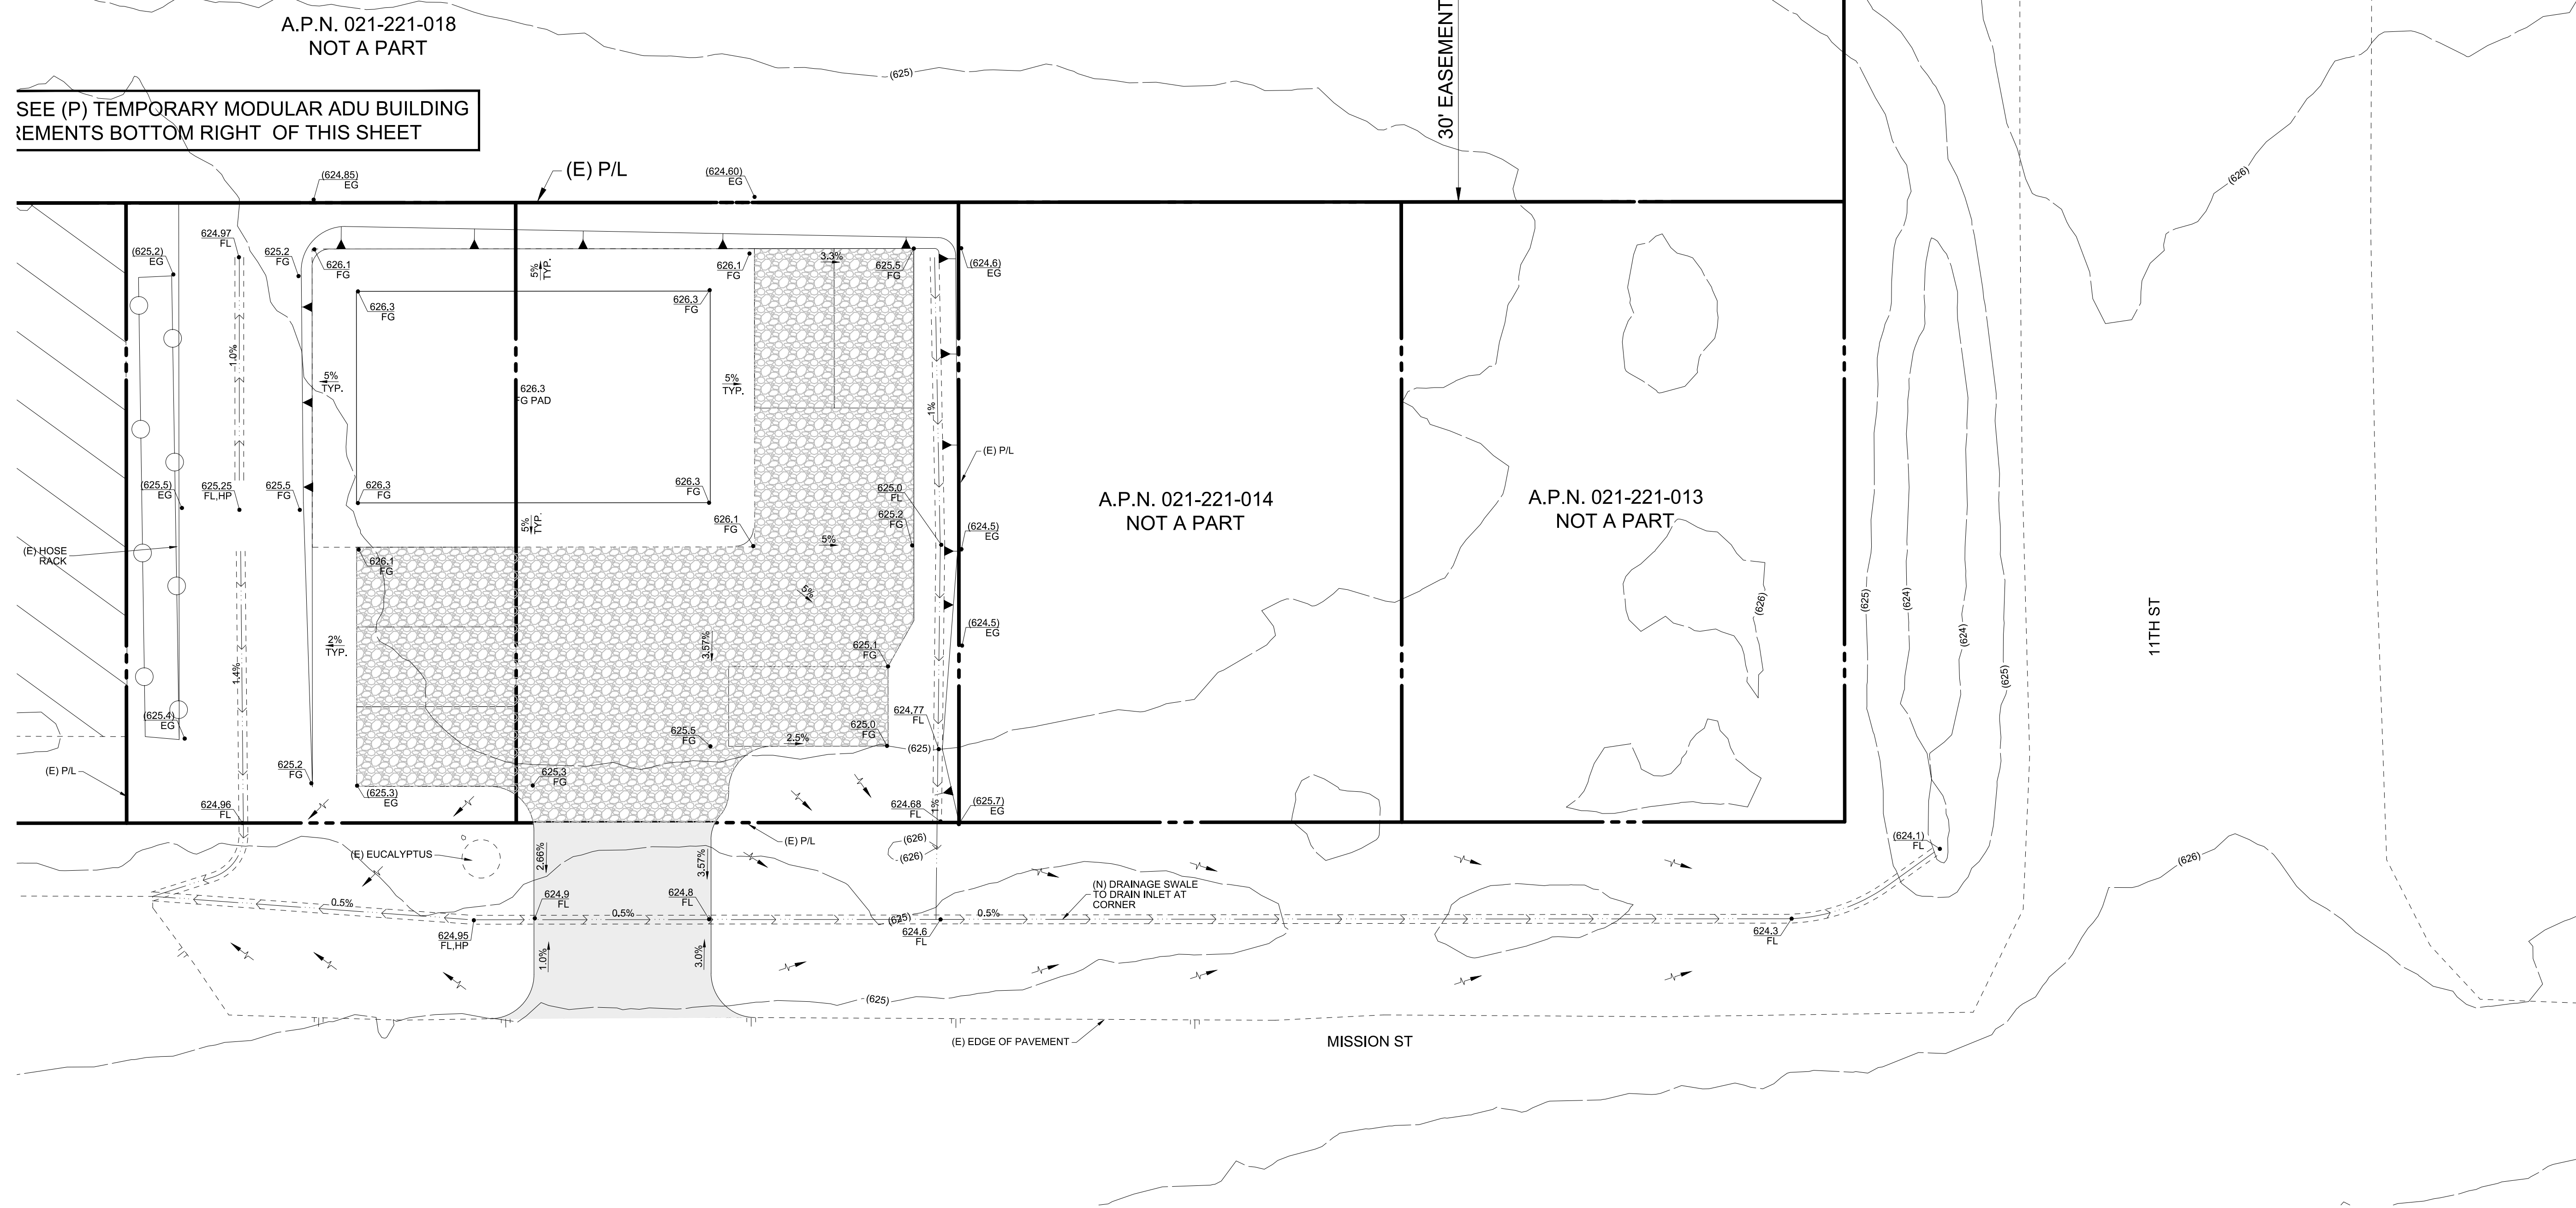 A.P.N. 021-221-018
NOT A PART
30' EASEMENT
(625)
SEE (P) TEMPORARY MODULAR ADU BUILDING
REMENTS BOTTOM RIGHT  OF THIS SHEET
(E) P/L
(624.85)
EG
(624.60)
EG
(626)
(625.2)
EG
624.97
FL
625.2
FG
626.1
FG
5%
TYP.
626.1
FG
3.3%
625.5
FG
(624.6)
EG
626.3
FG
626.3
FG
1.0%
5%
TYP.
626.3
FG PAD
5%
TYP.
1%
(E) P/L
(625.5)
EG
625.25
FL,HP
625.5
FG
626.3
FG
626.3
FG
625.0
FL
A.P.N. 021-221-014
NOT A PART
A.P.N. 021-221-013
NOT A PART
5%
TYP.
626.1
FG
625.2
FG
5%
(624.5)
EG
(E) HOSE
RACK
626.1
FG
5%
(626)
(625)
(624)
(624)
(625)
11TH ST
2%
TYP.
3.57%
625.1
FG
(624.5)
EG
1.4%
(625.4)
EG
625.5
FG
2.5%
625.0
FG
624.77
FL
(625)
(E) P/L
625.2
FG
625.3
FG
(625.3)
EG
624.96
FL
624.68
FL
1%
(625.7)
EG
(E) P/L
(626)
(626)
(624.1)
FL
(626)
(E) EUCALYPTUS
2.66%
3.57%
(N) DRAINAGE SWALE
TO DRAIN INLET AT
CORNER
0.5%
624.9
FL
0.5%
624.8
FL
(625)
0.5%
624.95
FL,HP
624.6
FL
624.3
FL
1.0%
3.0%
(625)
(E) EDGE OF PAVEMENT
MISSION ST